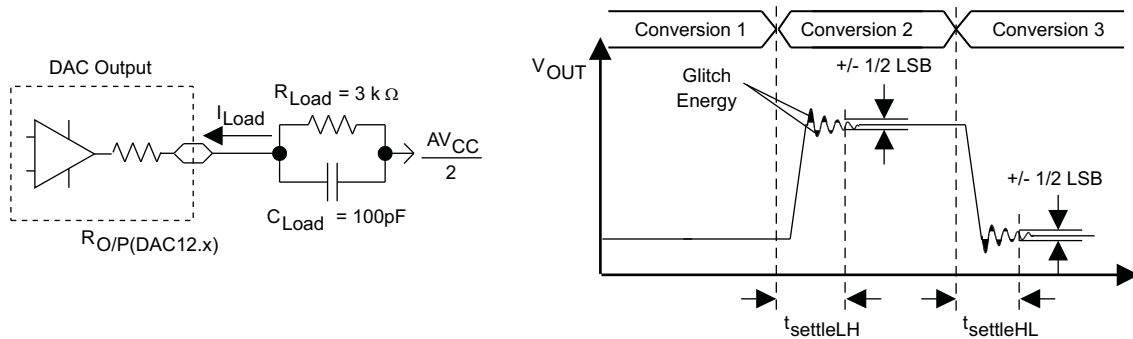 DAC Output
I_Load
R_Load = 3 k Ω
AV_CC
2
C_Load = 100pF
R_O/P(DAC12.x)
Conversion 1
Conversion 2
Conversion 3
V_OUT
Glitch
Energy
+/- 1/2 LSB
+/- 1/2 LSB
t_settleLH
t_settleHL